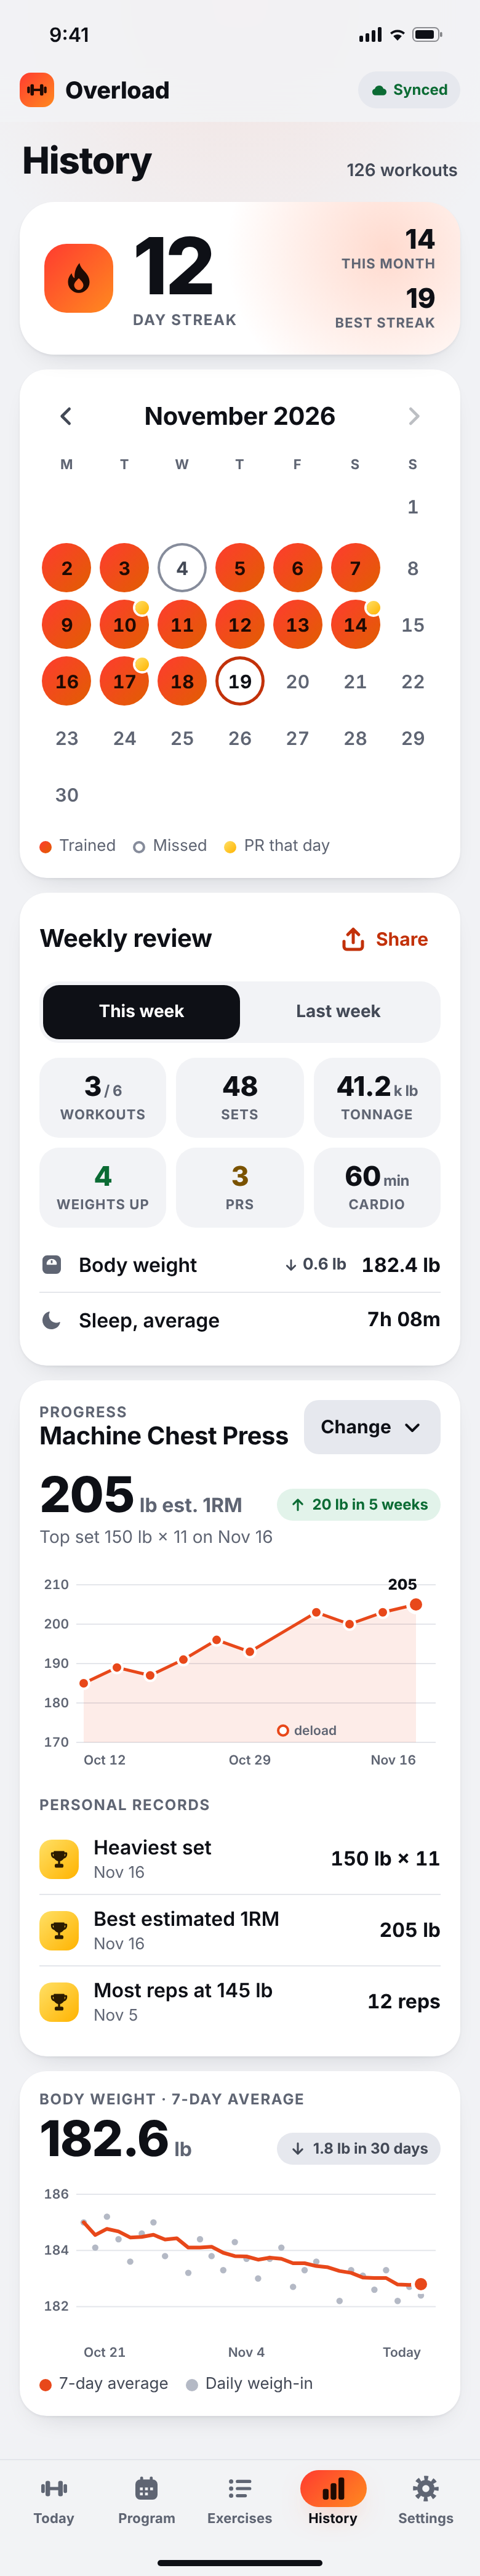 9:41
Overload
Synced
History
126 workouts
12
DAY STREAK
14
THIS MONTH
19
BEST STREAK
November 2026
M T W T F S S
1
2 3 4 5 6 7 8
9 10 11 12 13 14 15
16 17 18 19 20 21 22
23 24 25 26 27 28 29
30
Trained Missed PR that day
Weekly review
Share
This week Last week
3 / 6
WORKOUTS
48
SETS
41.2 k lb
TONNAGE
4
WEIGHTS UP
3
PRS
60 min
CARDIO
Body weight ↓ 0.6 lb 182.4 lb
Sleep, average 7h 08m
PROGRESS
Machine Chest Press
Change
205 lb est. 1RM
↑ 20 lb in 5 weeks
Top set 150 lb × 11 on Nov 16
205
210
200
190
180
170
deload
Oct 12 Oct 29 Nov 16
PERSONAL RECORDS
Heaviest set
Nov 16
150 lb × 11
Best estimated 1RM
Nov 16
205 lb
Most reps at 145 lb
Nov 5
12 reps
BODY WEIGHT · 7-DAY AVERAGE
182.6 lb
↓ 1.8 lb in 30 days
186
184
182
Oct 21 Nov 4 Today
7-day average Daily weigh-in
Today Program Exercises History Settings